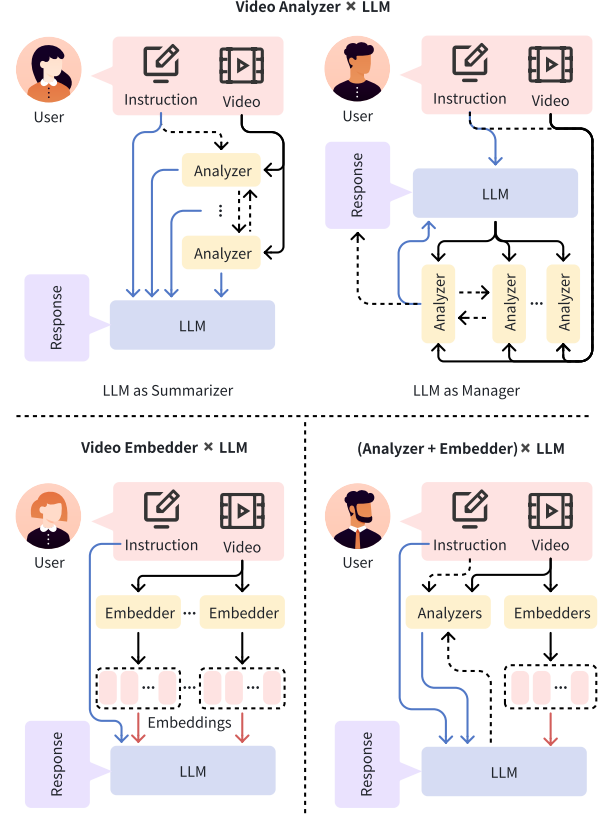 Video Analyzer × LLM
Instruction
Video
User
Analyzer
⋮
Analyzer
Response
LLM
LLM as Summarizer
Instruction
Video
User
Response
LLM
Analyzer
Analyzer
...
Analyzer
LLM as Manager
Video Embedder × LLM
Instruction
Video
User
Embedder
...
Embedder
...
...
...
Embeddings
Response
LLM
(Analyzer + Embedder) × LLM
Instruction
Video
User
Analyzers
Embedders
...
Response
LLM